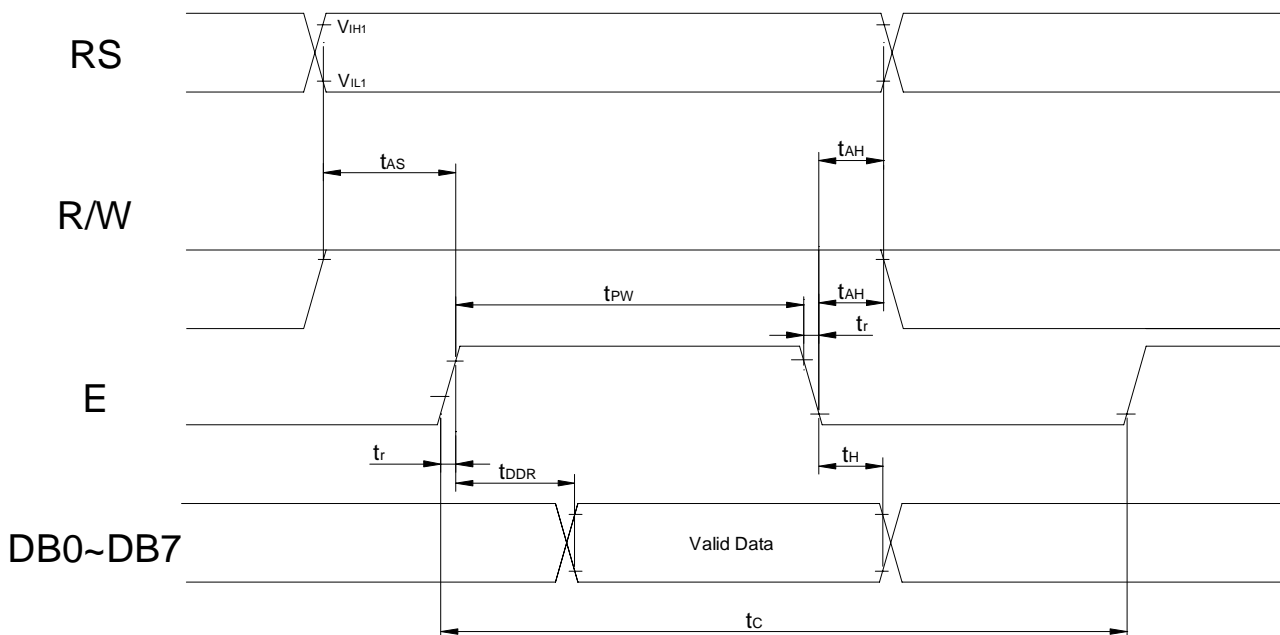 RS
VIH1
VIL1
tAS
tAH
R/W
tPW
tAH
tr
E
tr
tDDR
tH
DB0~DB7
Valid Data
tC